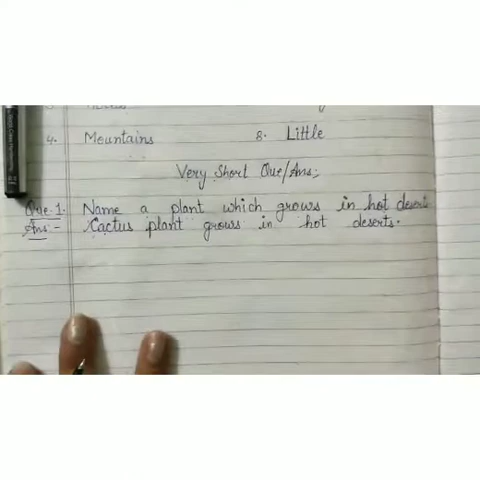 4. Mountains 8. Little
Very Short Que/Ans;
Que.1. Name a plant which grows in hot deserts
Ans:- Cactus plant grows in hot deserts.